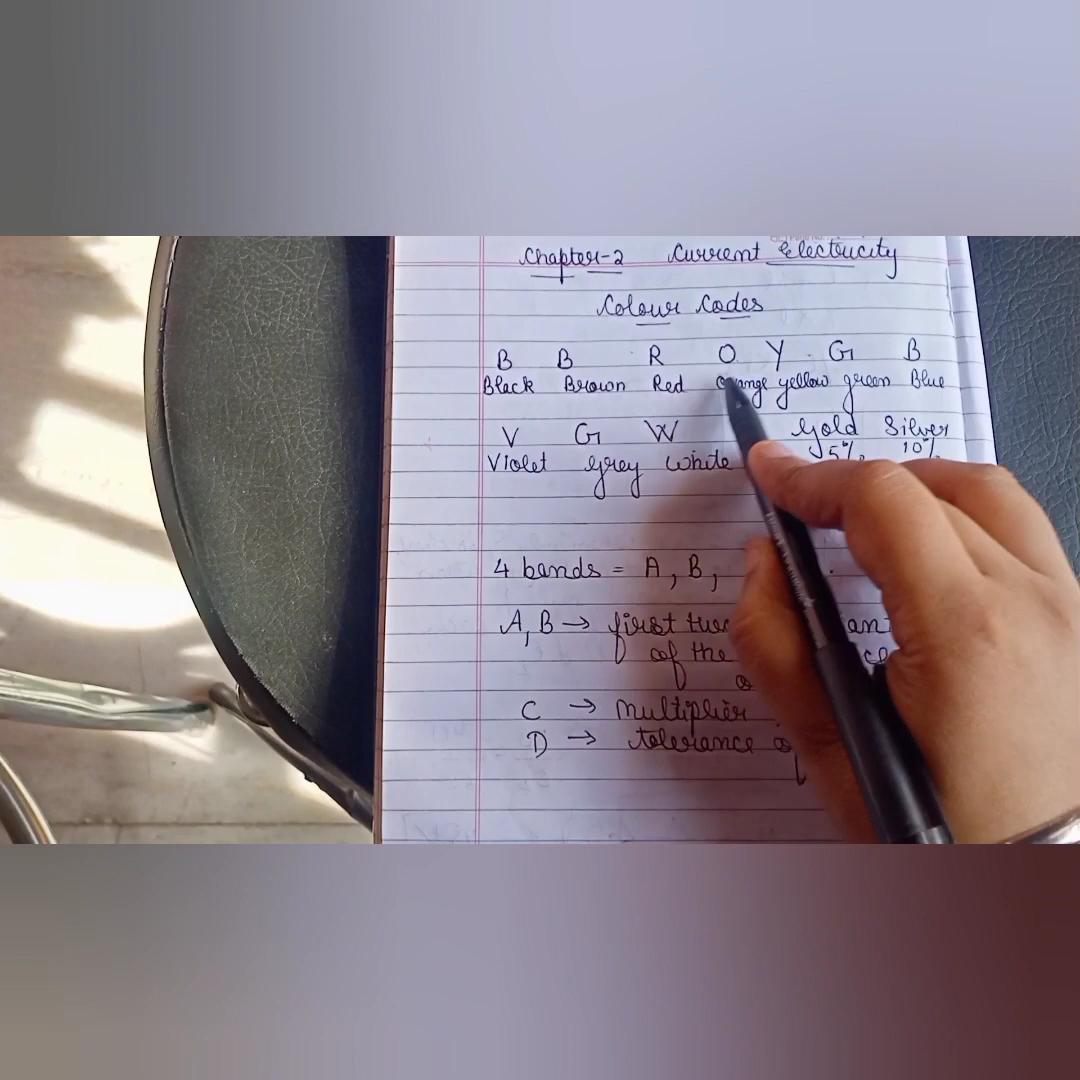 Chapter-2 Current Electricity
Colour Codes
B B R O Y G B
Black Brown Red Orange yellow green Blue
V G W Gold Silver
Violet Grey White 5% 10%
4 bands = A, B,
A, B → first two
of the
C → Multiplier
D → tolerance of